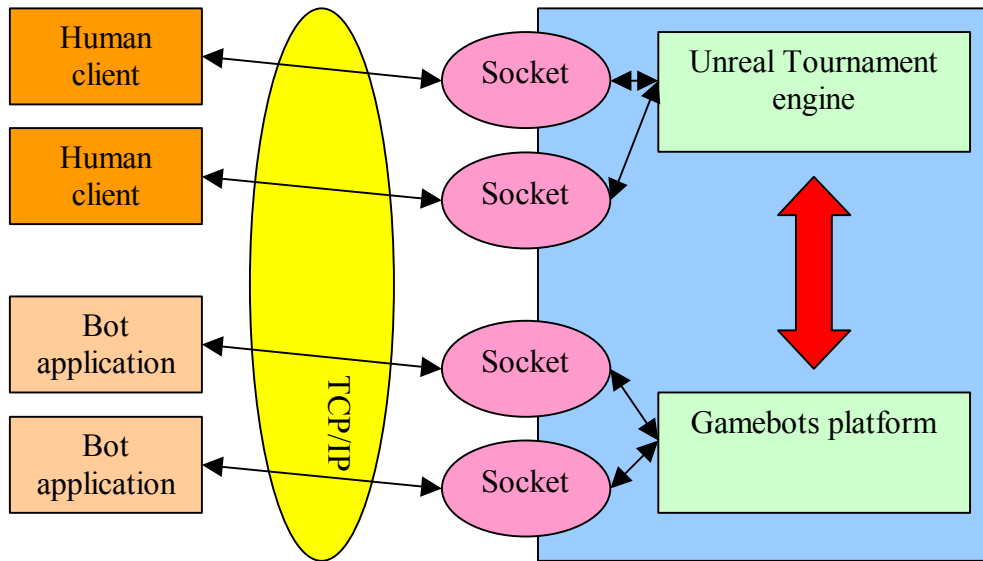 Human
client
Socket
Unreal Tournament
engine
Human
client
Socket
Bot
application
Socket
TCP/IP
Gamebots platform
Bot
application
Socket